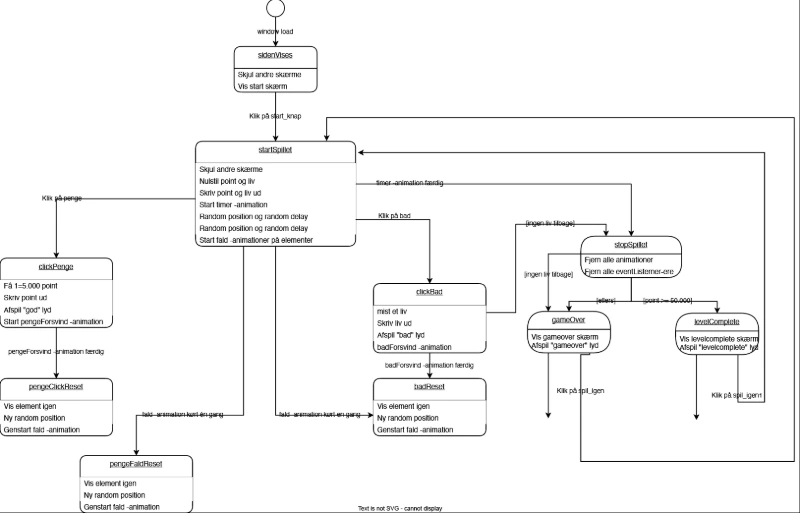 window load
sidenVises
Skjul andre skærme
Vis start skærm
Klik på start_knap
startSpillet
Skjul andre skærme
Nulstil point og liv
Skriv point og liv ud
Start timer -animation
Random position og random delay
Random position og random delay
Start fald -animationer på elementer
timer -animation færdig
Klik på penge
Klik på bad
[ingen liv tilbage]
stopSpillet
Fjern alle animationer
Fjern alle eventListerner-ere
clickPenge
Få 1=5.000 point
Skriv point ud
Afspil "god" lyd
Start pengeForsvind -animation
[ingen liv tilbage]
clickBad
mist et liv
Skriv liv ud
Afspil "bad" lyd
badForsvind -animation
[ellers]
[point >= 50.000]
gameOver
Vis gameover skærm
Afspil "gameover" lyd
levelComplete
Vis levelcomplete skærm
Afspil "levelcomplete" lyd
pengeForsvind -animation færdig
badForsvind -animation færdig
pengeClickReset
Vis element igen
Ny random position
Genstart fald -animation
badReset
Vis element igen
Ny random position
Genstart fald -animation
Klik på spil_igen
Klik på spil_igen1
fald -animation kørt én gang
fald -animation kørt én gang
pengeFaldReset
Vis element igen
Ny random position
Genstart fald -animation
Text is not SVG - cannot display